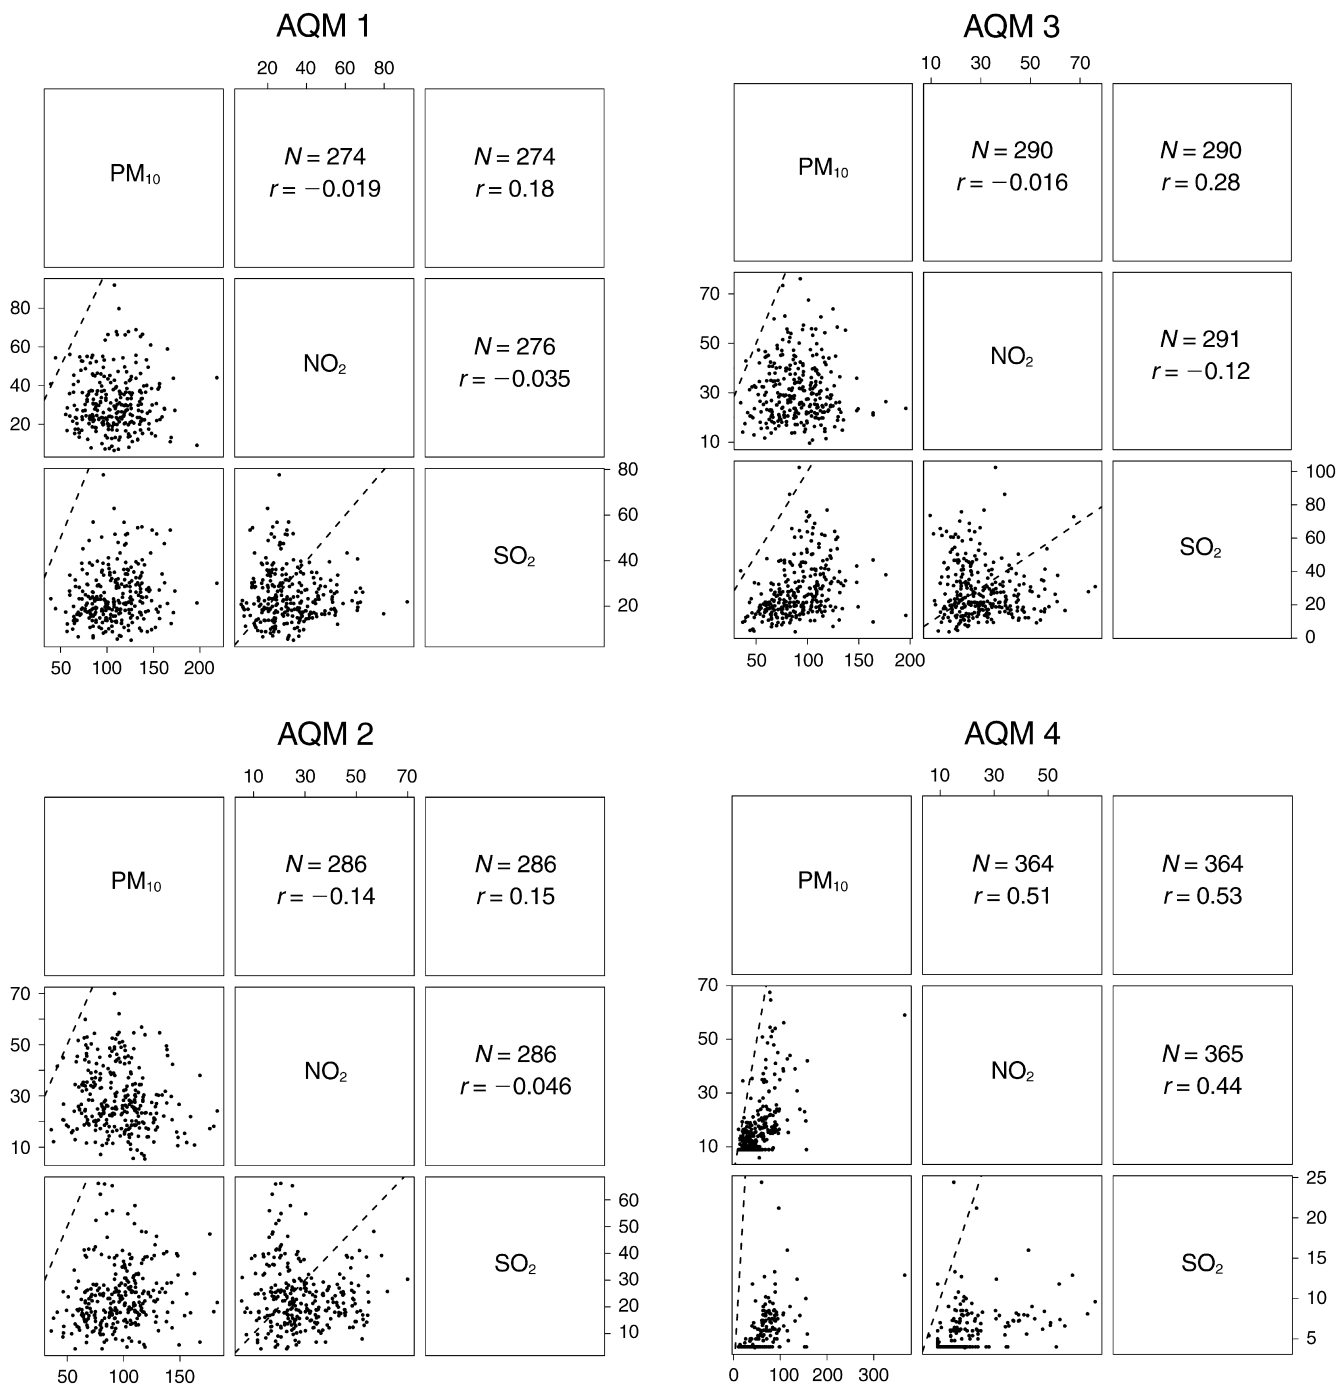 AQM 1
20 40 60 80
PM10
N = 274
r = −0.019
N = 274
r = 0.18
80
60
40
20
NO2
N = 276
r = −0.035
SO2
80
60
40
20
50 100 150 200
AQM 3
10 30 50 70
PM10
N = 290
r = −0.016
N = 290
r = 0.28
70
50
30
10
NO2
N = 291
r = −0.12
SO2
100
80
60
40
20
0
50 100 150 200
AQM 2
10 30 50 70
PM10
N = 286
r = −0.14
N = 286
r = 0.15
70
50
30
10
NO2
N = 286
r = −0.046
SO2
60
50
40
30
20
10
50 100 150
AQM 4
10 30 50
PM10
N = 364
r = 0.51
N = 364
r = 0.53
70
50
30
10
NO2
N = 365
r = 0.44
SO2
25
20
15
10
5
0 100 200 300